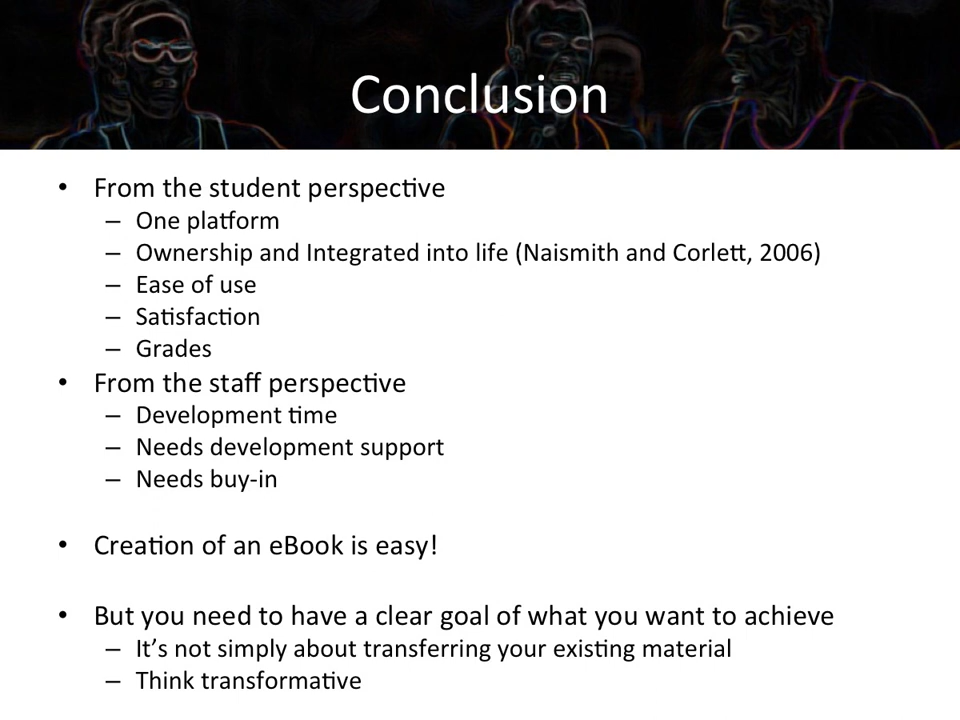 Conclusion
• From the student perspective
– One platform
– Ownership and Integrated into life (Naismith and Corlett, 2006)
– Ease of use
– Satisfaction
– Grades
• From the staff perspective
– Development time
– Needs development support
– Needs buy-in
• Creation of an eBook is easy!
• But you need to have a clear goal of what you want to achieve
– It’s not simply about transferring your existing material
– Think transformative